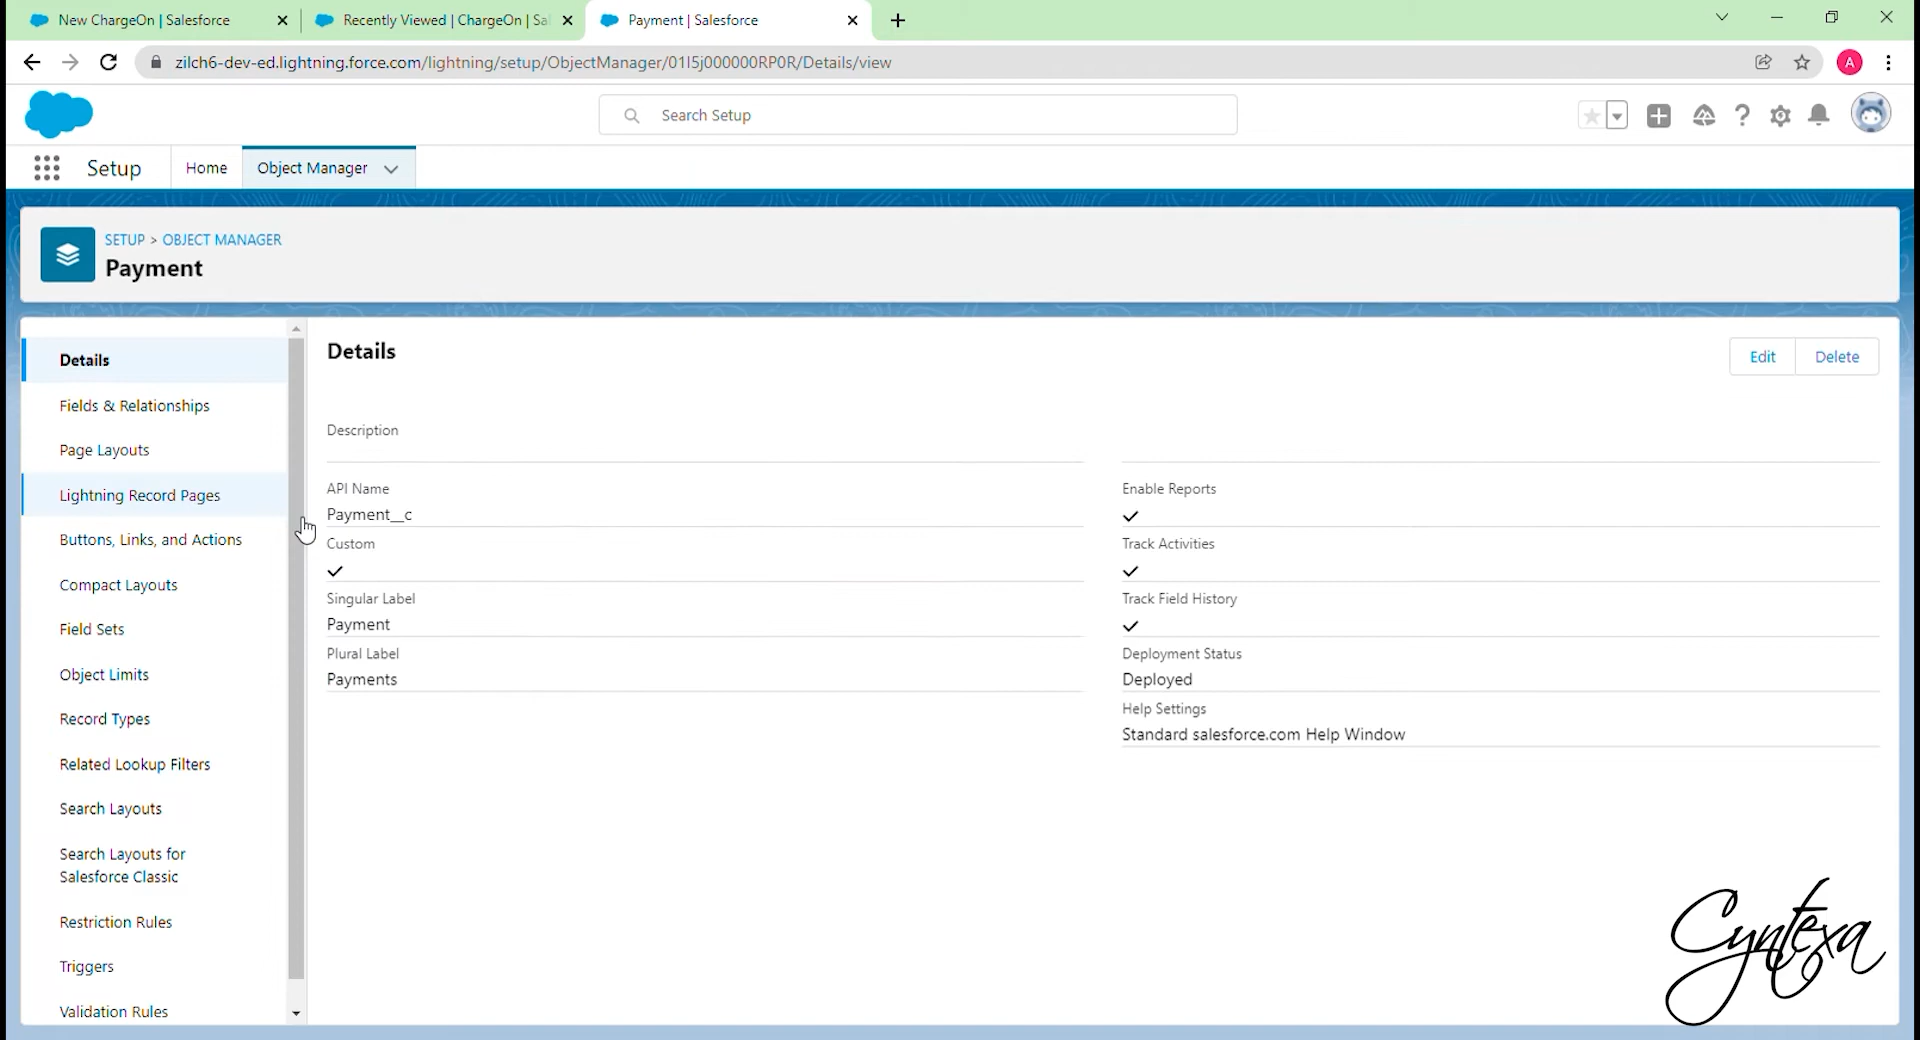 New ChargeOn | Salesforce
Recently Viewed | ChargeOn | Sal
Payment | Salesforce
zilch6-dev-ed.lightning.force.com/lightning/setup/ObjectManager/01I5j000000RP0R/Details/view
A
Search Setup
Setup
Home
Object Manager
SETUP > OBJECT MANAGER
Payment
Details
Fields & Relationships
Page Layouts
Lightning Record Pages
Buttons, Links, and Actions
Compact Layouts
Field Sets
Object Limits
Record Types
Related Lookup Filters
Search Layouts
Search Layouts for
Salesforce Classic
Restriction Rules
Triggers
Validation Rules
Details
Edit
Delete
Description
API Name
Payment__c
Custom
Singular Label
Payment
Plural Label
Payments
Enable Reports
Track Activities
Track Field History
Deployment Status
Deployed
Help Settings
Standard salesforce.com Help Window
Cyntexa